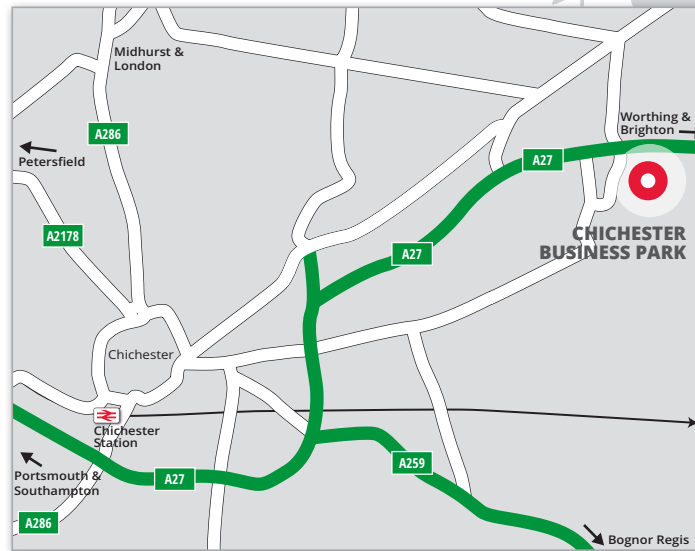 Midhurst &
London
Worthing &
Brighton
A286
A27
Petersfield
A2178
CHICHESTER
BUSINESS PARK
A27
Chichester
Chichester
Station
A259
Portsmouth &
Southampton
A27
A286
Bognor Regis